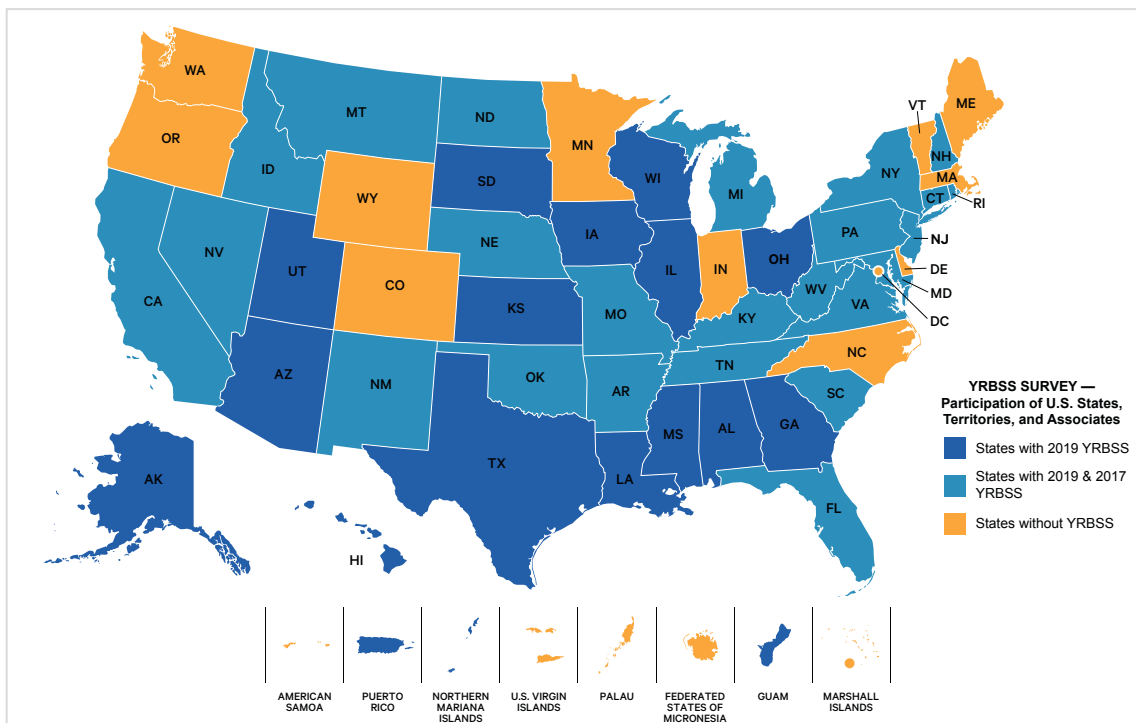 WA
OR
CA
NV
ID
MT
WY
UT
CO
AZ
NM
ND
SD
NE
KS
OK
TX
MN
IA
MO
AR
LA
WI
IL
MI
IN
OH
KY
TN
MS
AL
GA
FL
SC
NC
VA
WV
PA
NY
VT
NH
ME
MA
CT
RI
NJ
DE
MD
DC
AK
HI
YRBSS SURVEY —
Participation of U.S. States,
Territories, and Associates
States with 2019 YRBSS
States with 2019 & 2017
YRBSS
States without YRBSS
AMERICAN
SAMOA
PUERTO
RICO
NORTHERN
MARIANA
ISLANDS
U.S. VIRGIN
ISLANDS
PALAU
FEDERATED
STATES OF
MICRONESIA
GUAM
MARSHALL
ISLANDS